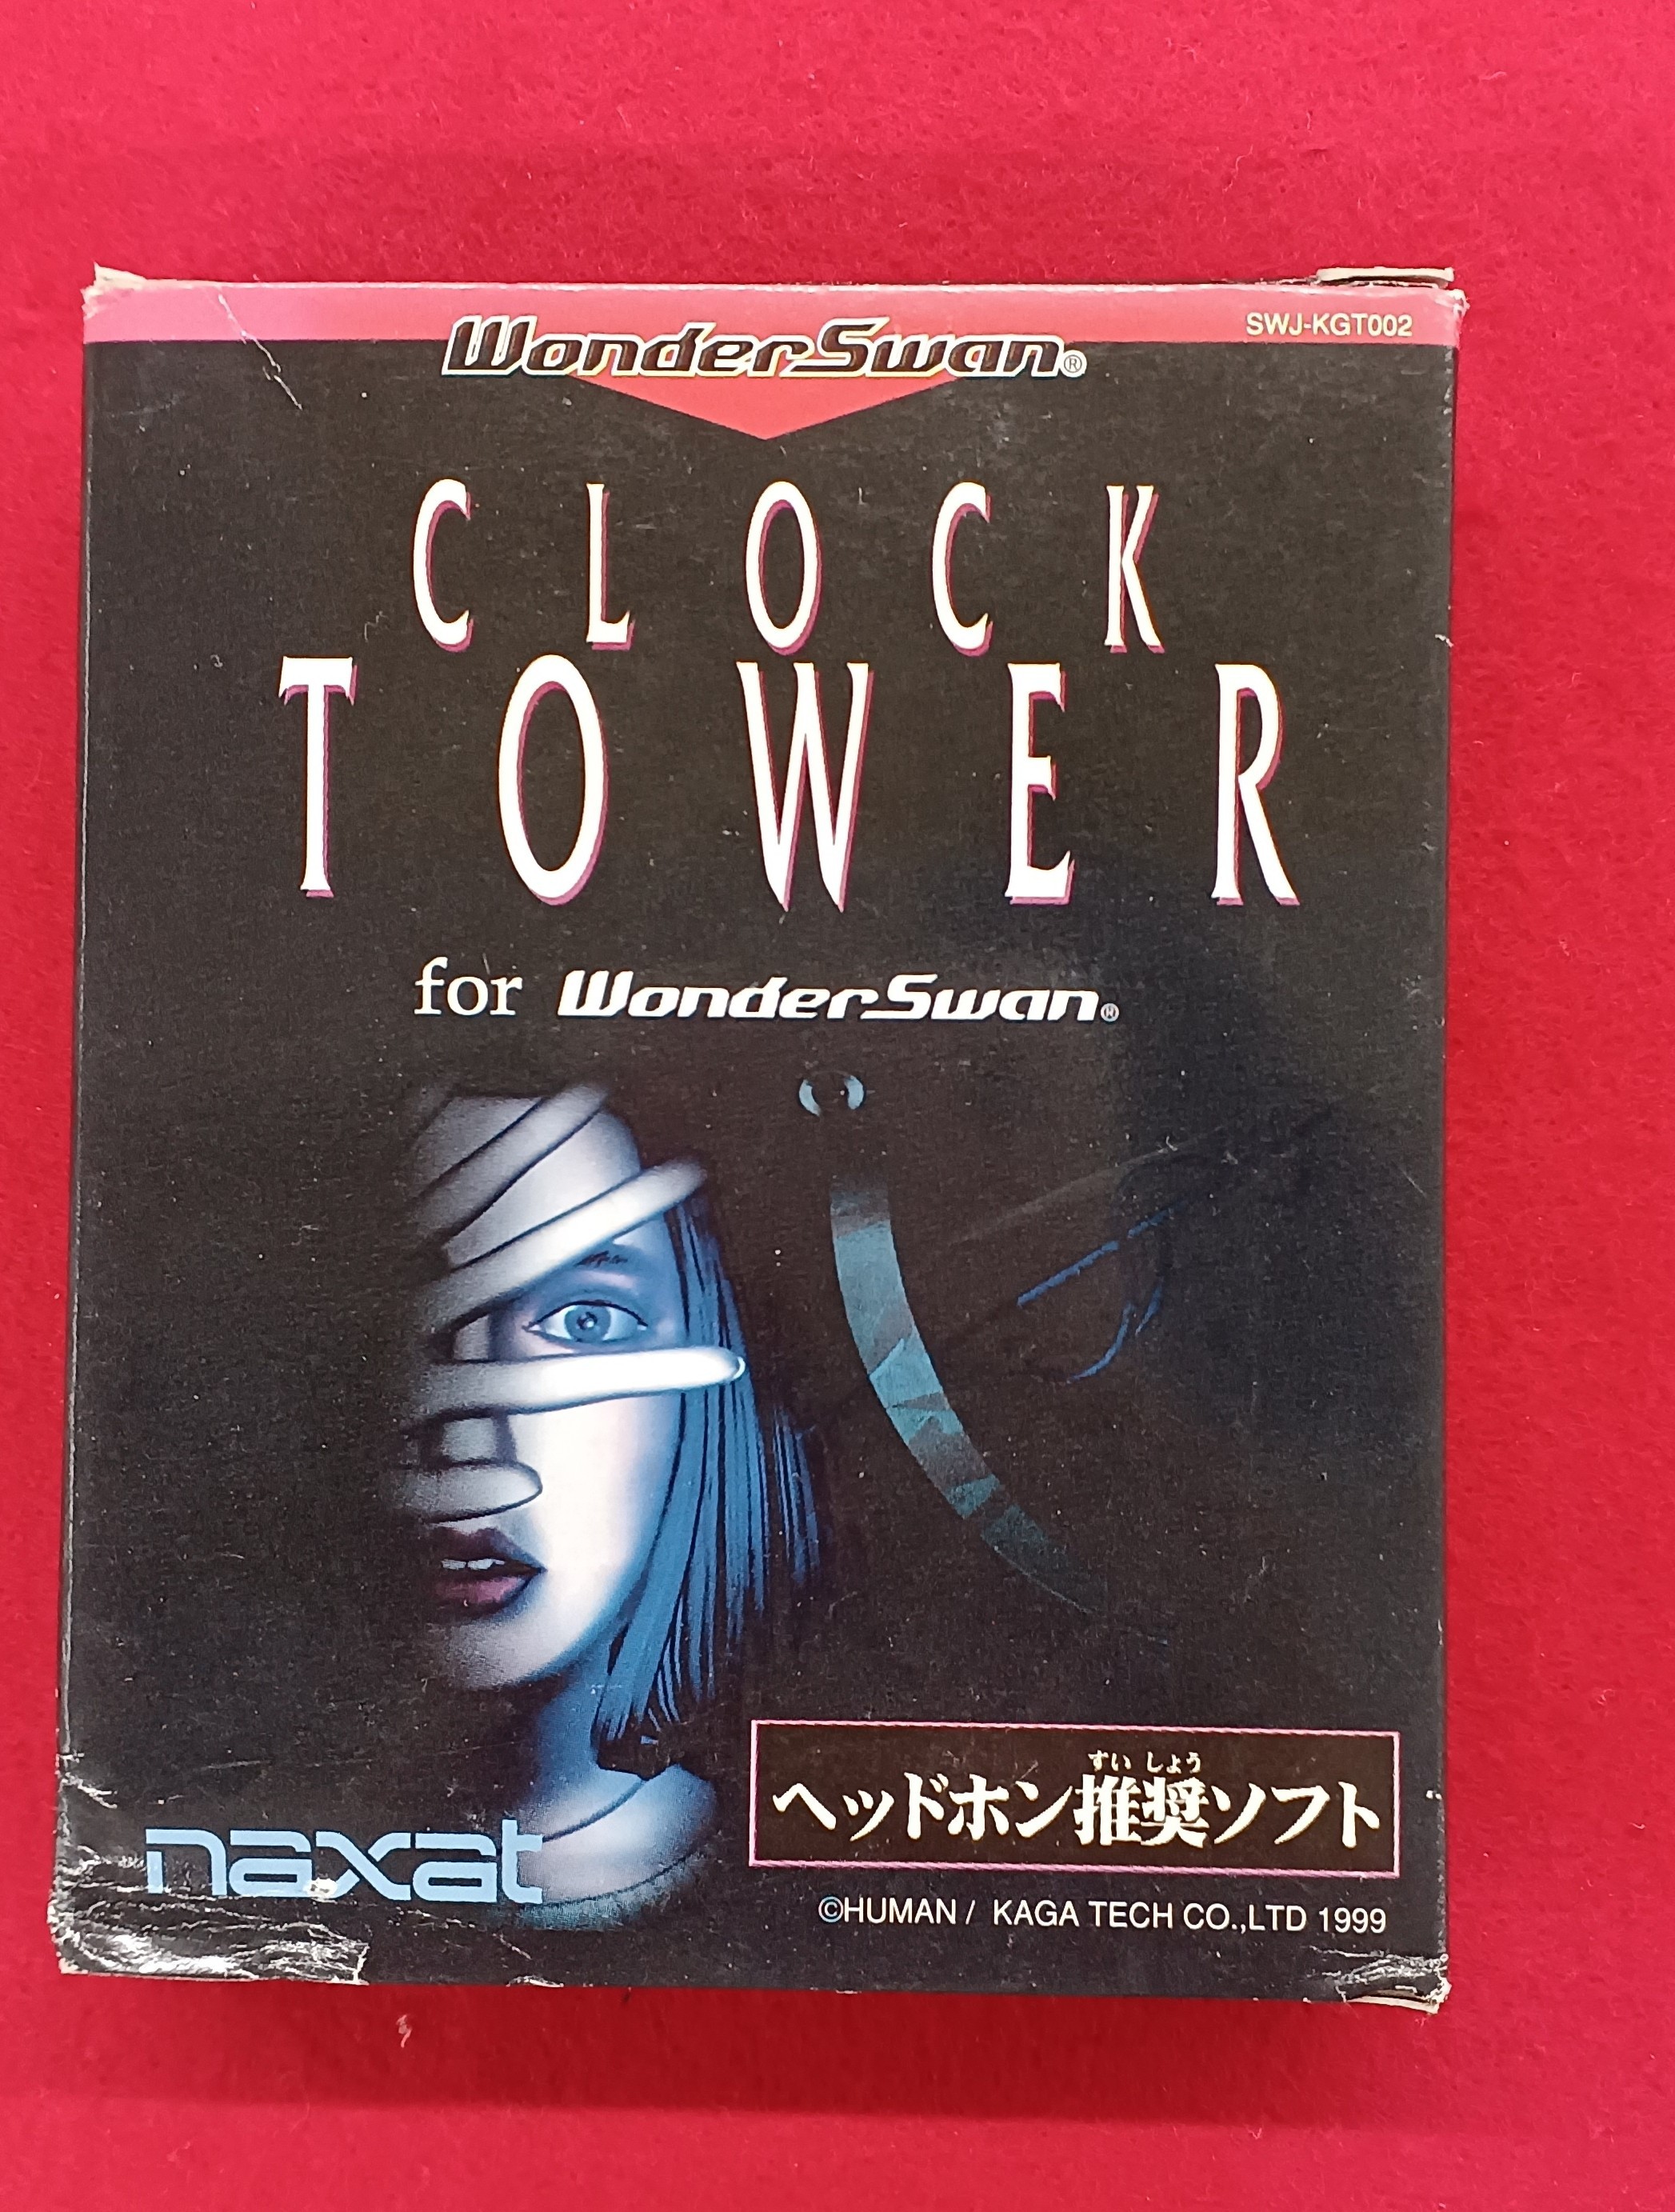 WonderSwan®
SWJ-KGT002
CLOCK
TOWER
for WonderSwan®
すいしょう
ヘッドホン推奨ソフト
naxat
©HUMAN / KAGA TECH CO.,LTD 1999